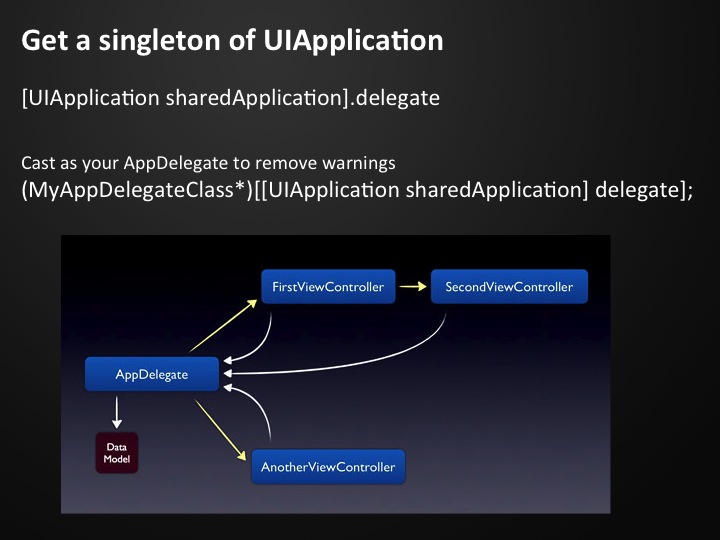 Get a singleton of UIApplication
[UIApplication sharedApplication].delegate
Cast as your AppDelegate to remove warnings
(MyAppDelegateClass*)[[UIApplication sharedApplication] delegate];
FirstViewController
SecondViewController
AppDelegate
Data
Model
AnotherViewController